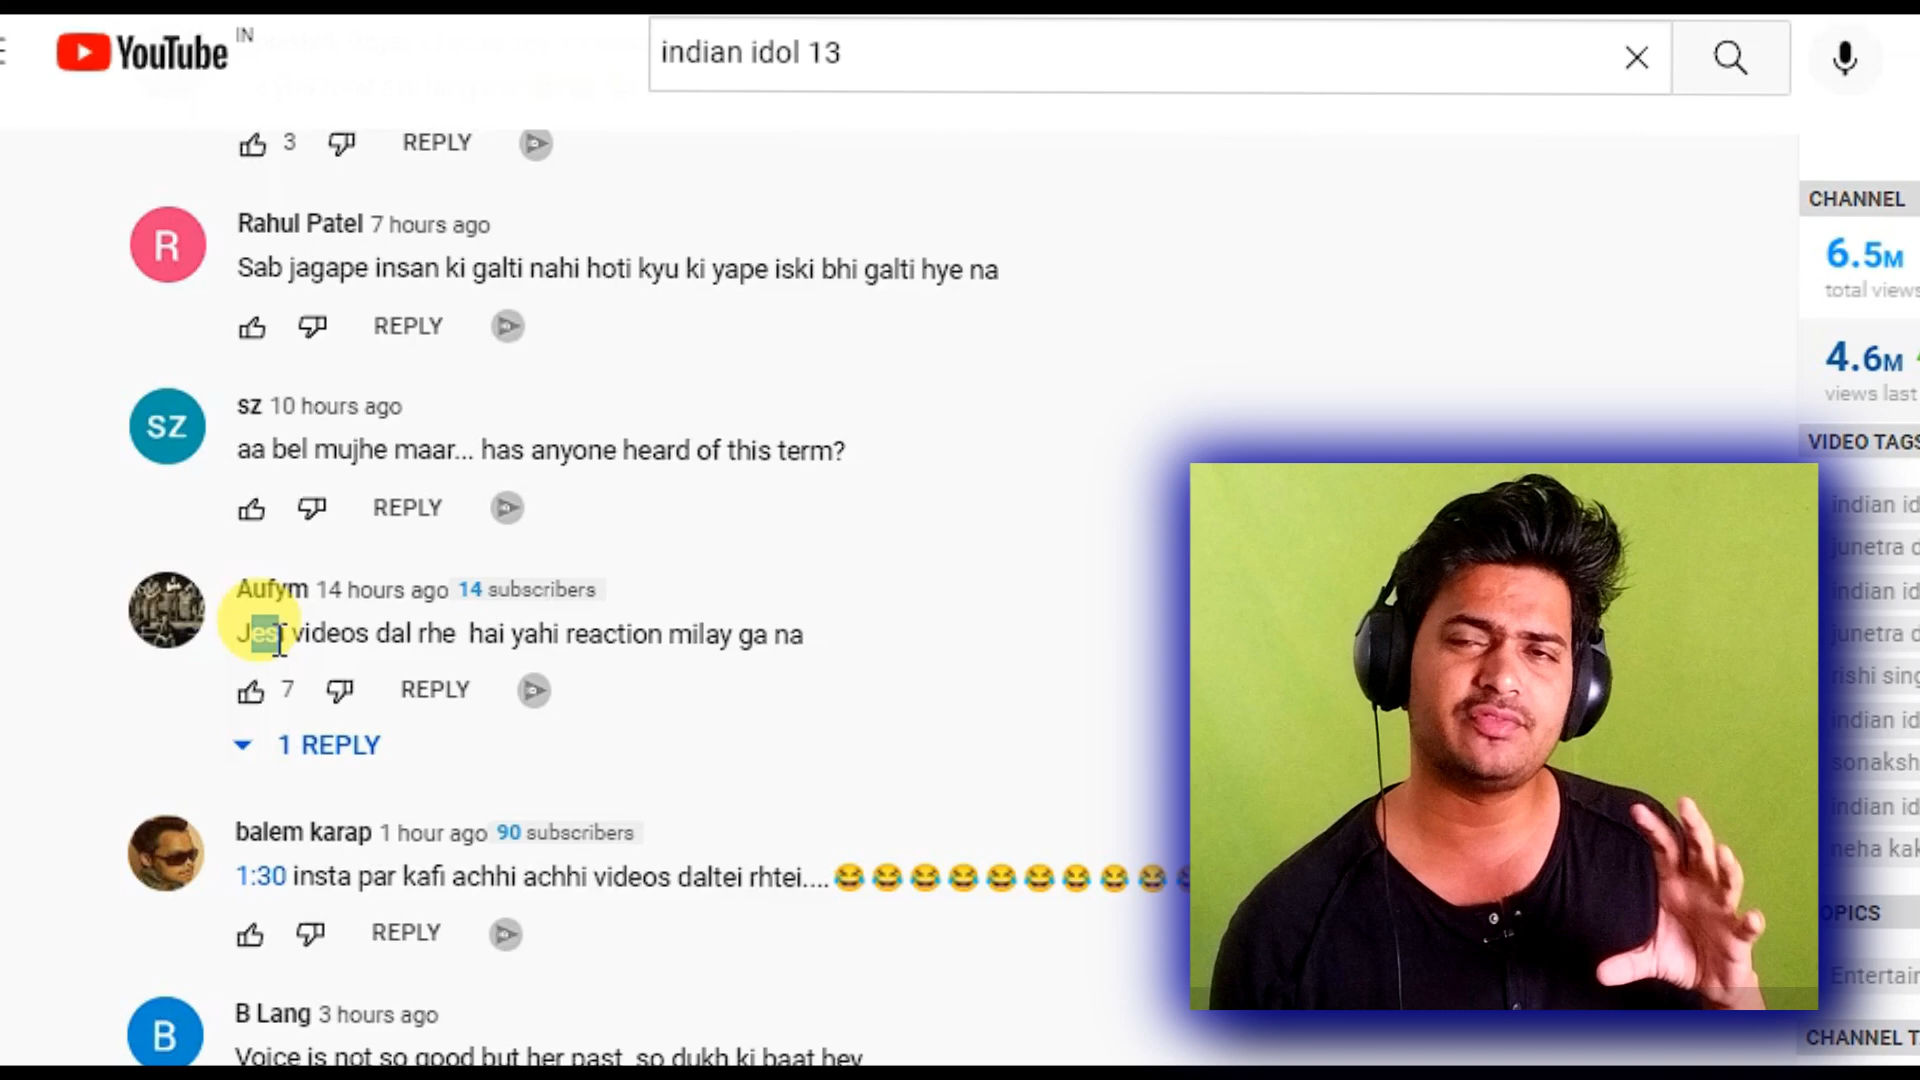 YouTube IN
indian idol 13
3 REPLY
R
Rahul Patel 7 hours ago
Sab jagape insan ki galti nahi hoti kyu ki yape iski bhi galti hye na
REPLY
SZ
sz 10 hours ago
aa bel mujhe maar... has anyone heard of this term?
REPLY
Aufym 14 hours ago 14 subscribers
Jesi videos dal rhe hai yahi reaction milay ga na
7 REPLY
1 REPLY
balem karap 1 hour ago 90 subscribers
1:30 insta par kafi achhi achhi videos daltei rhtei.... 😂😂😂😂😂😂😂😂😂
REPLY
B
B Lang 3 hours ago
Voice is not so good but her past so dukh ki baat hey
CHANNEL
6.5M
total views
4.6M
views last
VIDEO TAGS
indian id
junetra d
indian id
junetra d
rishi sing
indian id
sonaksh
indian id
neha kak
OPICS
Entertain
CHANNEL T